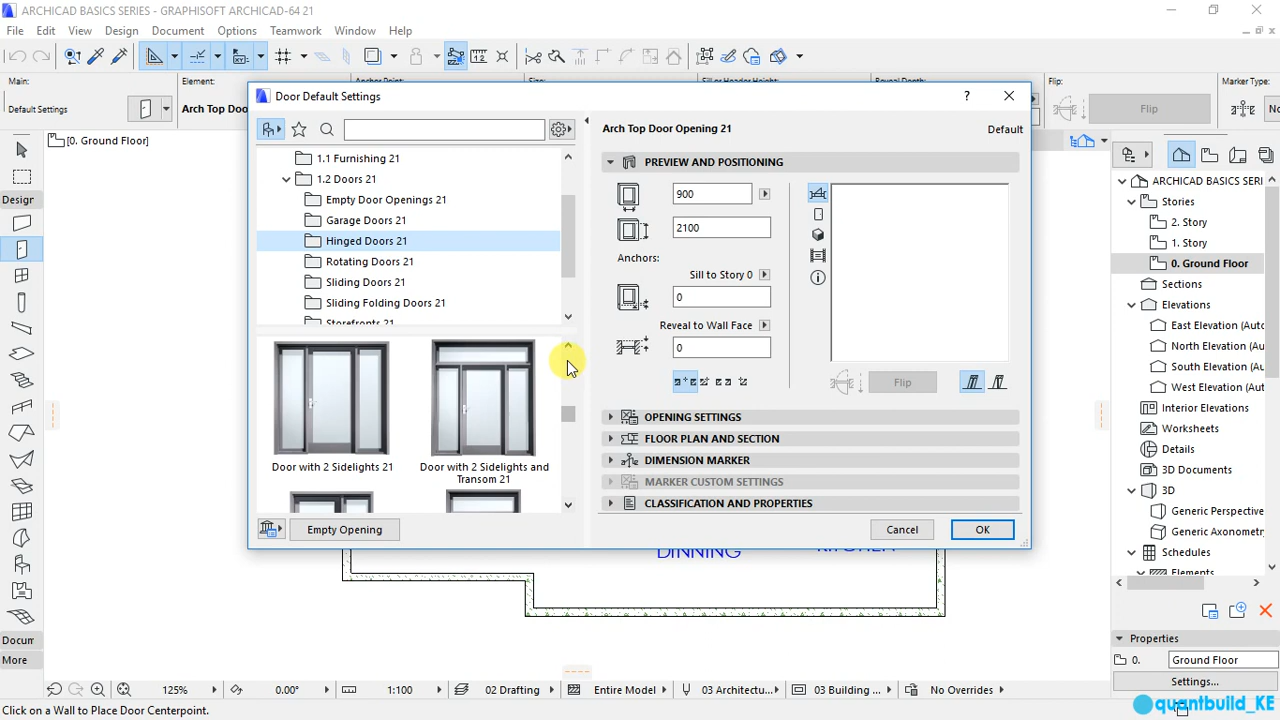 ARCHICAD BASICS SERIES - GRAPHISOFT ARCHICAD-64 21
File Edit View Design Document Options Teamwork Window Help
Main:
Element:
Default Settings
Arch Top Doo
Flip:
Marker Type:
Flip
No
[0. Ground Floor]
Door Default Settings
?
1.1 Furnishing 21
1.2 Doors 21
Empty Door Openings 21
Garage Doors 21
Hinged Doors 21
Rotating Doors 21
Sliding Doors 21
Sliding Folding Doors 21
Door with 2 Sidelights 21
Door with 2 Sidelights and
Transom 21
Empty Opening
Arch Top Door Opening 21
Default
PREVIEW AND POSITIONING
900
2100
Anchors:
Sill to Story 0
0
Reveal to Wall Face
0
Flip
OPENING SETTINGS
FLOOR PLAN AND SECTION
DIMENSION MARKER
MARKER CUSTOM SETTINGS
CLASSIFICATION AND PROPERTIES
Cancel
OK
DINNING
Design
Docum
More
ARCHICAD BASICS SERI
Stories
2. Story
1. Story
0. Ground Floor
Sections
Elevations
East Elevation (Auto
North Elevation (Aut
South Elevation (Aut
West Elevation (Auto
Interior Elevations
Worksheets
Details
3D Documents
3D
Generic Perspective
Generic Axonometry
Schedules
Properties
0.
Ground Floor
Settings...
125%
0.00°
1:100
02 Drafting
Entire Model
03 Architectu...
03 Building ...
No Overrides
Click on a Wall to Place Door Centerpoint.
quantbuild_KE